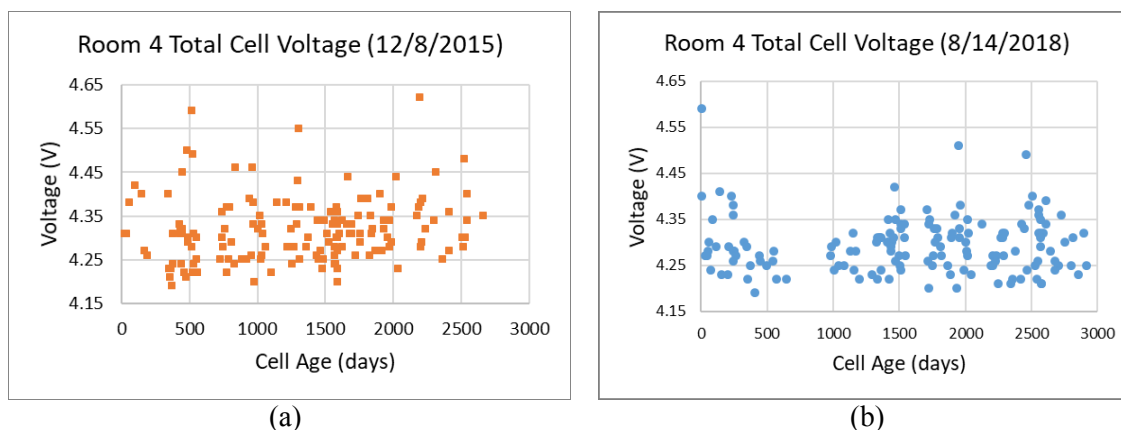 Room 4 Total Cell Voltage (12/8/2015)
4.65
4.55
4.45
4.35
4.25
4.15
Voltage (V)
0 500 1000 1500 2000 2500 3000
Cell Age (days)
(a)
Room 4 Total Cell Voltage (8/14/2018)
4.65
4.55
4.45
4.35
4.25
4.15
Voltage (V)
0 500 1000 1500 2000 2500 3000
Cell Age (days)
(b)